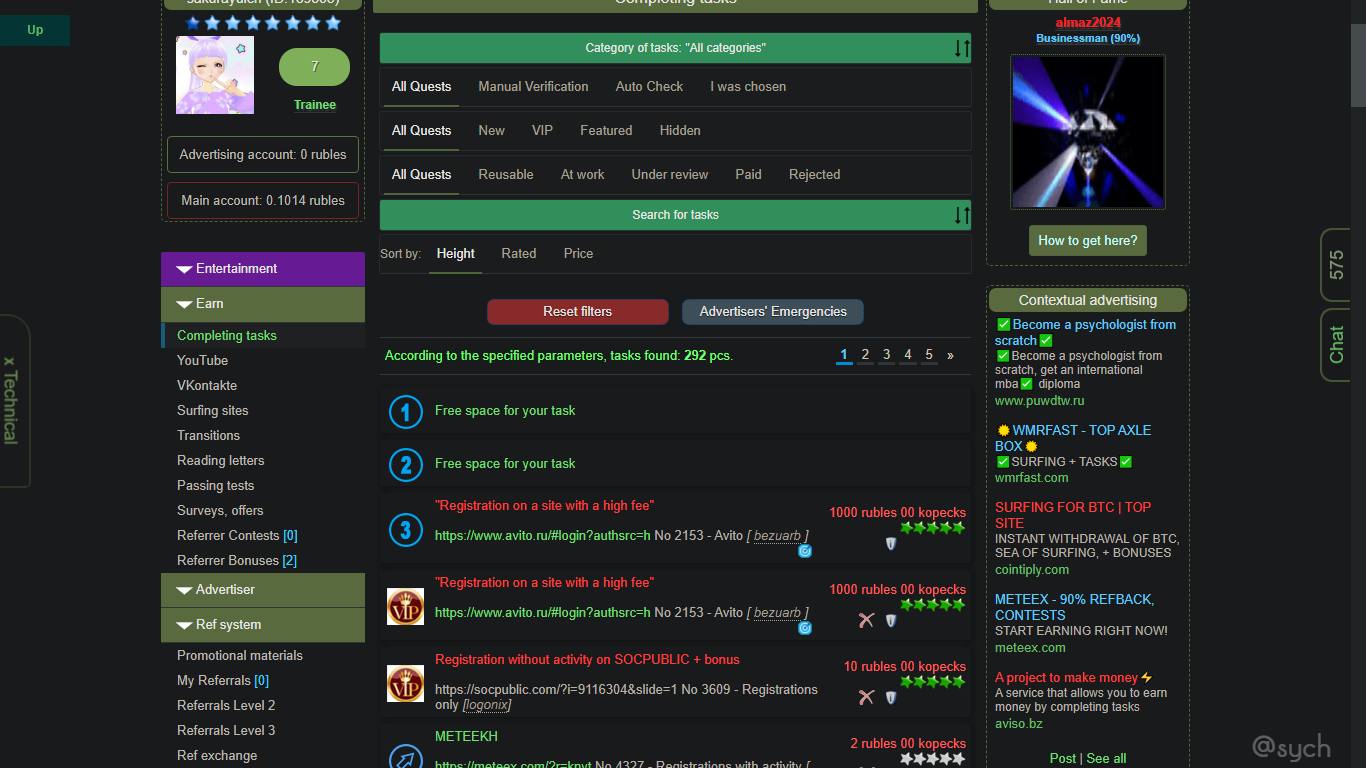 Up
sakurayuieh (ID:169000)
7
Trainee
Advertising account: 0 rubles
Main account: 0.1014 rubles
Entertainment
Earn
Completing tasks
YouTube
VKontakte
Surfing sites
Transitions
Reading letters
Passing tests
Surveys, offers
Referrer Contests [0]
Referrer Bonuses [2]
Advertiser
Ref system
Promotional materials
My Referrals [0]
Referrals Level 2
Referrals Level 3
Ref exchange
x Technical
Completing tasks
Category of tasks: "All categories"
All Quests Manual Verification Auto Check I was chosen
All Quests New VIP Featured Hidden
All Quests Reusable At work Under review Paid Rejected
Search for tasks
Sort by: Height Rated Price
Reset filters Advertisers' Emergencies
According to the specified parameters, tasks found: 292 pcs. 1 2 3 4 5 »
1 Free space for your task
2 Free space for your task
"Registration on a site with a high fee"
1000 rubles 00 kopecks
3 https://www.avito.ru/#login?authsrc=h No 2153 - Avito [ bezuarb ]
"Registration on a site with a high fee"
1000 rubles 00 kopecks
VIP https://www.avito.ru/#login?authsrc=h No 2153 - Avito [ bezuarb ]
Registration without activity on SOCPUBLIC + bonus
10 rubles 00 kopecks
VIP https://socpublic.com/?i=9116304&slide=1 No 3609 - Registrations
only [logonix]
METEEKH
2 rubles 00 kopecks
https://meteex.com/?r=knyt No 4327 - Registrations with activity [
Hall of Fame
almaz2024
Businessman (90%)
How to get here?
Contextual advertising
Become a psychologist from
scratch
Become a psychologist from
scratch, get an international
mba diploma
www.puwdtw.ru
WMRFAST - TOP AXLE
BOX
SURFING + TASKS
wmrfast.com
SURFING FOR BTC | TOP
SITE
INSTANT WITHDRAWAL OF BTC,
SEA OF SURFING, + BONUSES
cointiply.com
METEEX - 90% REFBACK,
CONTESTS
START EARNING RIGHT NOW!
meteex.com
A project to make money
A service that allows you to earn
money by completing tasks
aviso.bz
Post | See all
575
Chat
@sych